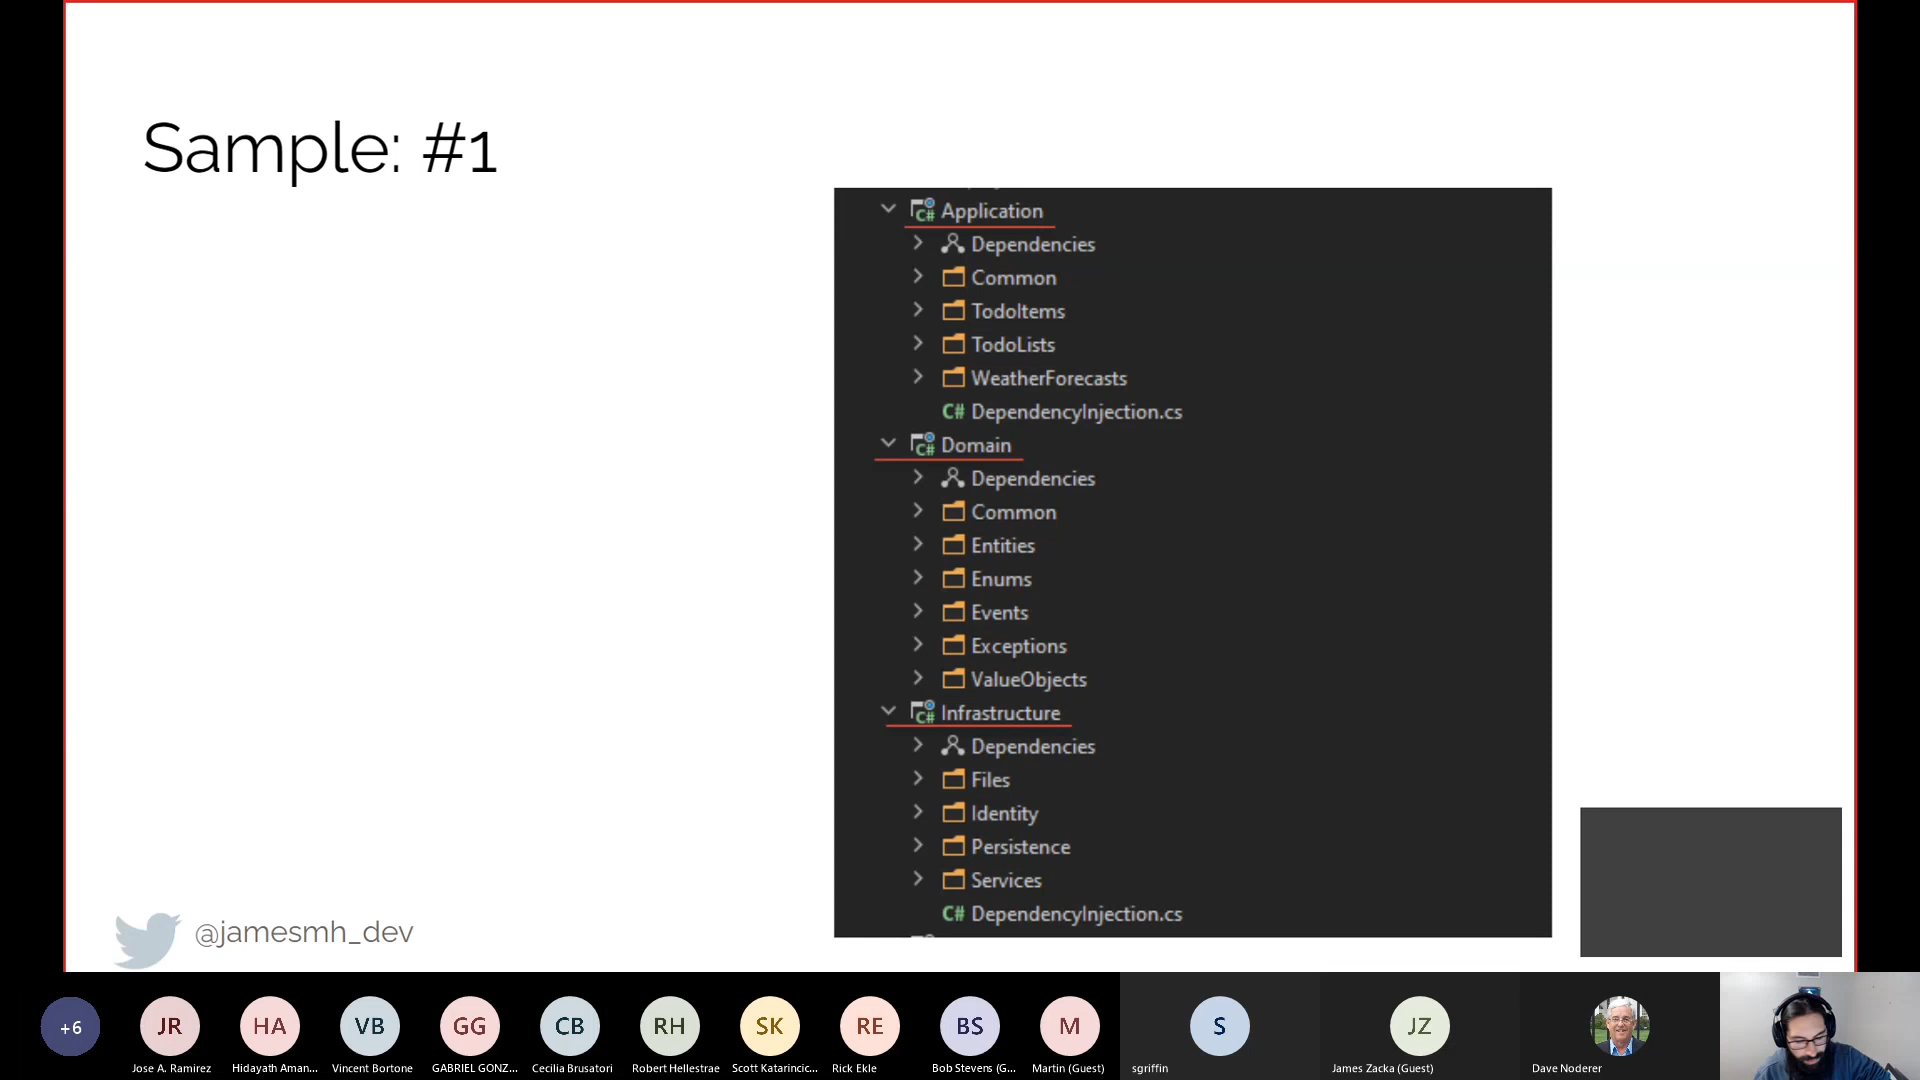 Sample: #1
Application
Dependencies
Common
TodoItems
TodoLists
WeatherForecasts
C# DependencyInjection.cs
Domain
Dependencies
Common
Entities
Enums
Events
Exceptions
ValueObjects
Infrastructure
Dependencies
Files
Identity
Persistence
Services
C# DependencyInjection.cs
@jamesmh_dev
+6
JR
HA
VB
GG
CB
RH
SK
RE
BS
M
S
JZ
Jose A. Ramirez
Hidayath Aman...
Vincent Bortone
GABRIEL GONZ...
Cecilia Brusatori
Robert Hellestrae
Scott Katarincic...
Rick Ekle
Bob Stevens (G...
Martin (Guest)
sgriffin
James Zacka (Guest)
Dave Noderer